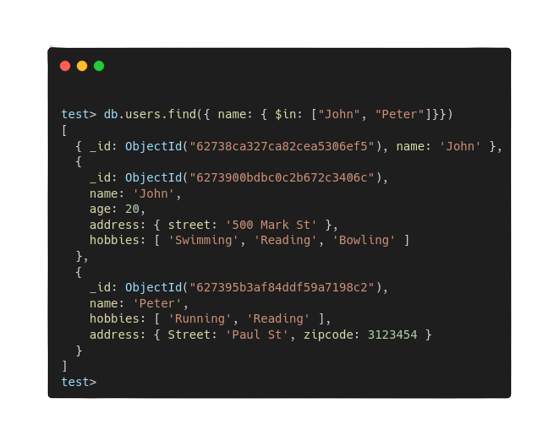 test> db.users.find({ name: { $in: ["John", "Peter"]}})
[
  { _id: ObjectId("62738ca327ca82cea5306ef5"), name: 'John' },
  {
    _id: ObjectId("6273900bdbc0c2b672c3406c"),
    name: 'John',
    age: 20,
    address: { street: '500 Mark St' },
    hobbies: [ 'Swimming', 'Reading', 'Bowling' ]
  },
  {
    _id: ObjectId("627395b3af84ddf59a7198c2"),
    name: 'Peter',
    hobbies: [ 'Running', 'Reading' ],
    address: { Street: 'Paul St', zipcode: 3123454 }
  }
]
test>